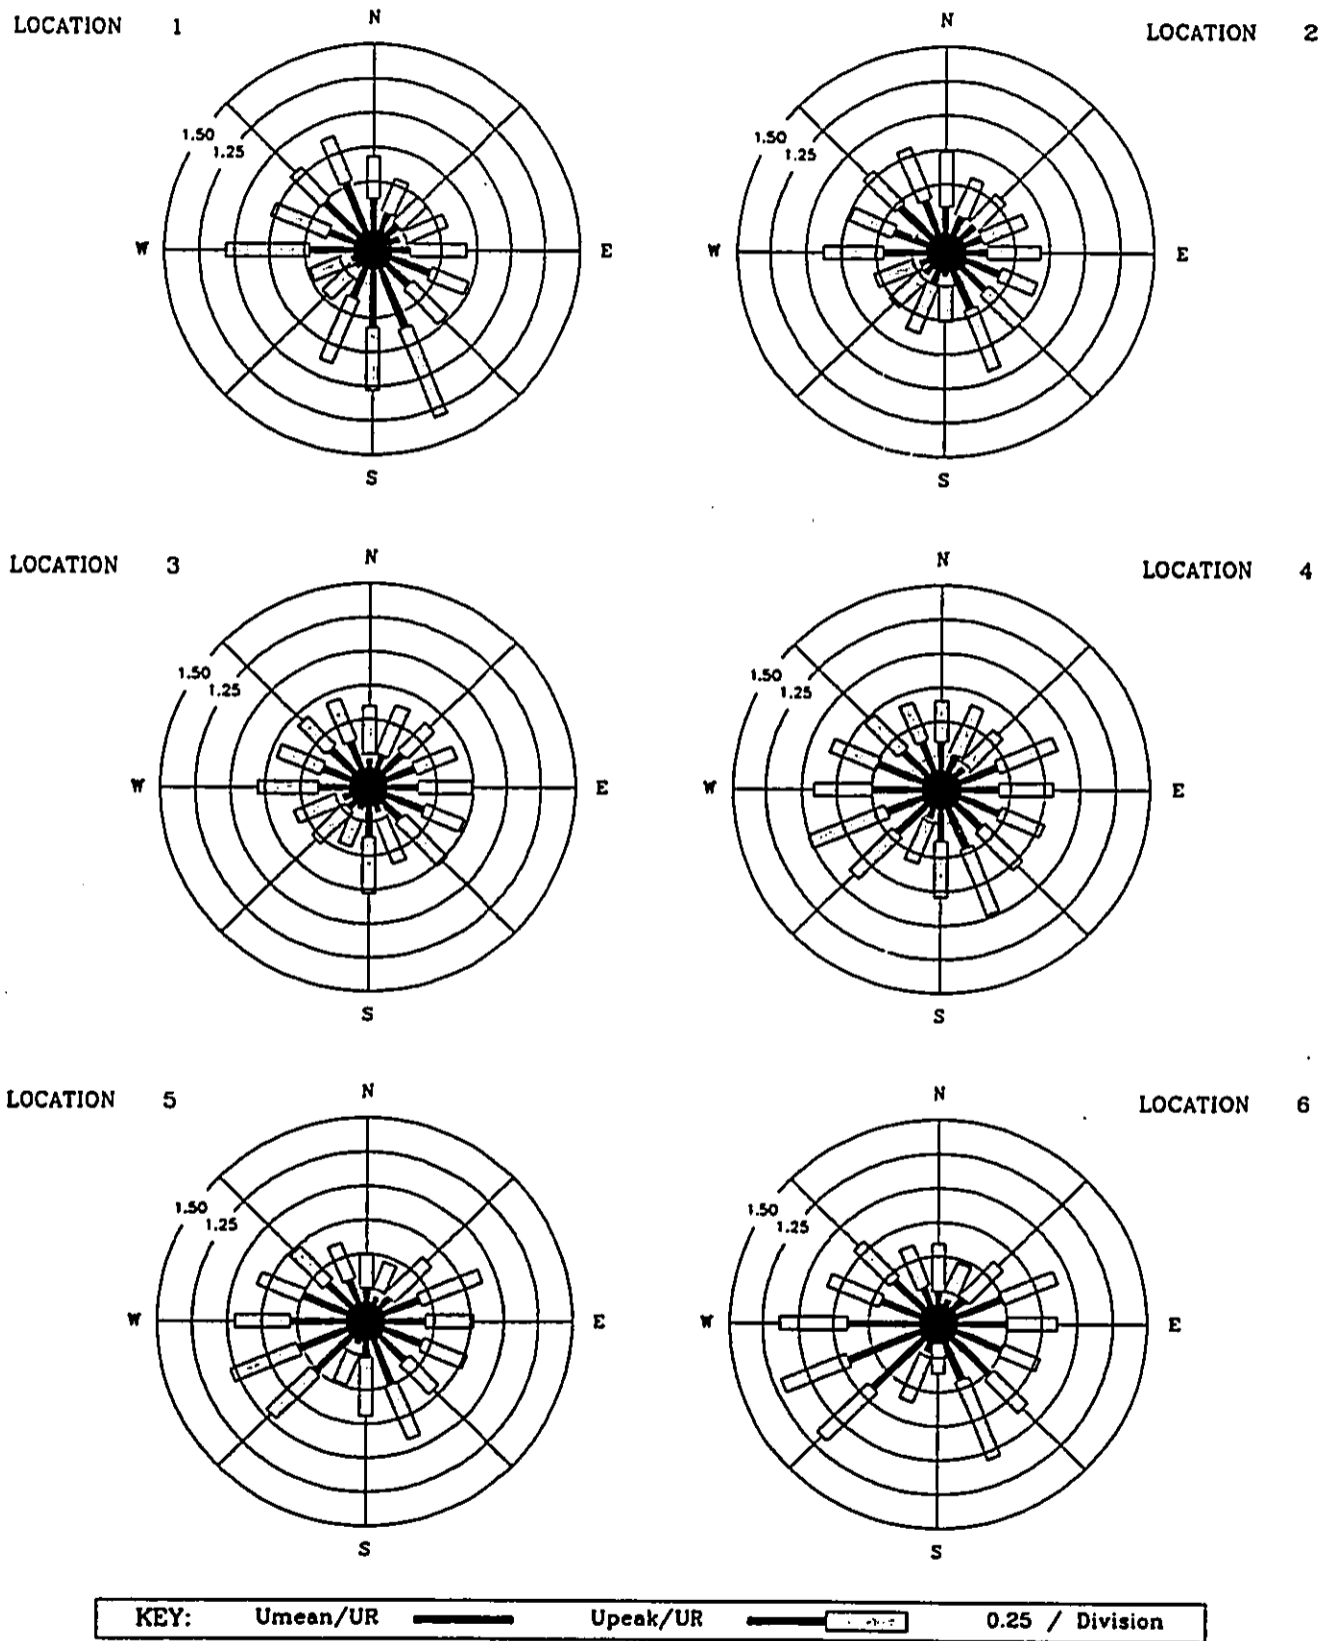 LOCATION 1
N
1.50
1.25
W
E
S
LOCATION 2
N
1.50
1.25
W
E
S
LOCATION 3
N
1.50
1.25
W
E
S
LOCATION 4
N
1.50
1.25
W
E
S
LOCATION 5
N
1.50
1.25
W
E
S
LOCATION 6
N
1.50
1.25
W
E
S
KEY: Umean/UR Upeak/UR 0.25 / Division